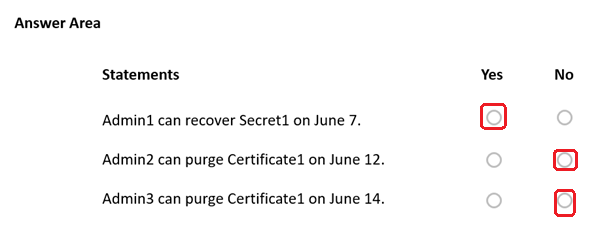 Answer Area
Statements Yes No
Admin1 can recover Secret1 on June 7.
Admin2 can purge Certificate1 on June 12.
Admin3 can purge Certificate1 on June 14.